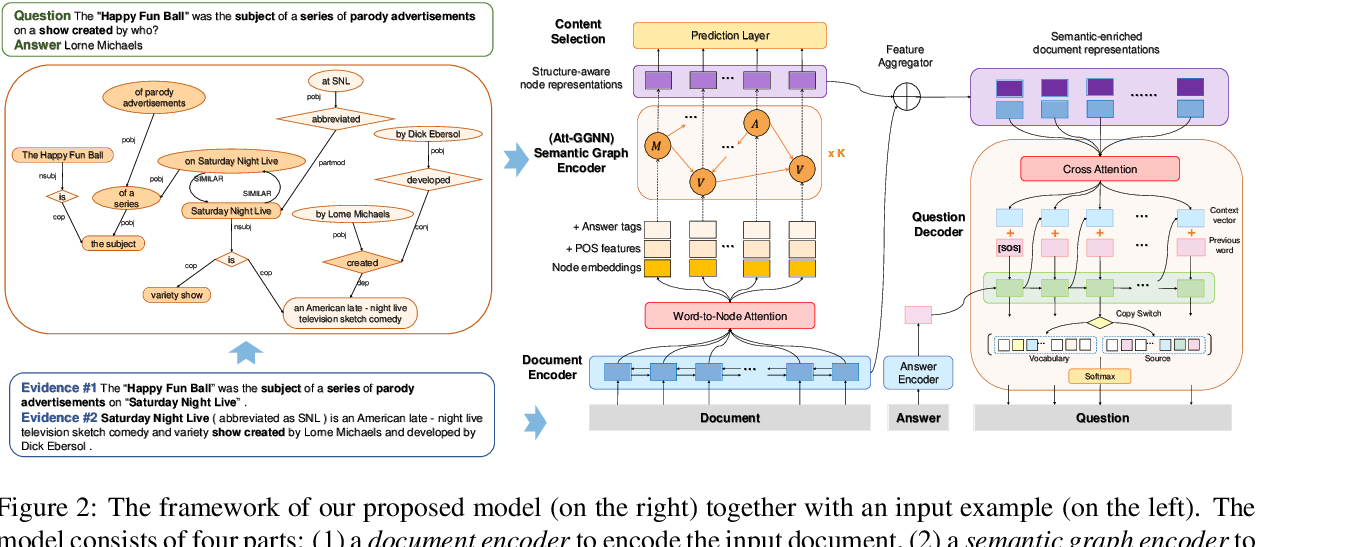 Question The "Happy Fun Ball" was the subject of a series of parody advertisements
on a show created by who?
Answer Lorne Michaels
of parody
advertisements
at SNL
pobj
abbreviated
by Dick Ebersol
pobj
pobj
The Happy Fun Ball
on Saturday Night Live
partmod
developed
nsubj
pobj
SIMILAR
SIMILAR
is
of a
series
Saturday Night Live
by Lorne Michaels
cop
pobj
nsubj
pobj
conj
the subject
is
created
cop
cop
dep
variety show
an American late - night live
television sketch comedy
Evidence #1 The "Happy Fun Ball" was the subject of a series of parody
advertisements on "Saturday Night Live" .
Evidence #2 Saturday Night Live ( abbreviated as SNL ) is an American late - night live
television sketch comedy and variety show created by Lorne Michaels and developed by
Dick Ebersol .
Content
Selection
Prediction Layer
Structure-aware
node representations
...
(Att-GGNN)
Semantic Graph
Encoder
M
...
A
...
V
V
x K
+ Answer tags
+ POS features
Node embeddings
...
Word-to-Node Attention
Document
Encoder
...
Document
Feature
Aggregator
Answer
Encoder
Answer
Semantic-enriched
document representations
......
Cross Attention
Question
Decoder
...
Context
vector
+ + + +
[SOS]
...
Previous
word
...
Copy Switch
... ...
Vocabulary
Source
Softmax
Question
Figure 2: The framework of our proposed model (on the right) together with an input example (on the left). The
model consists of four parts: (1) a document encoder to encode the input document, (2) a semantic graph encoder to